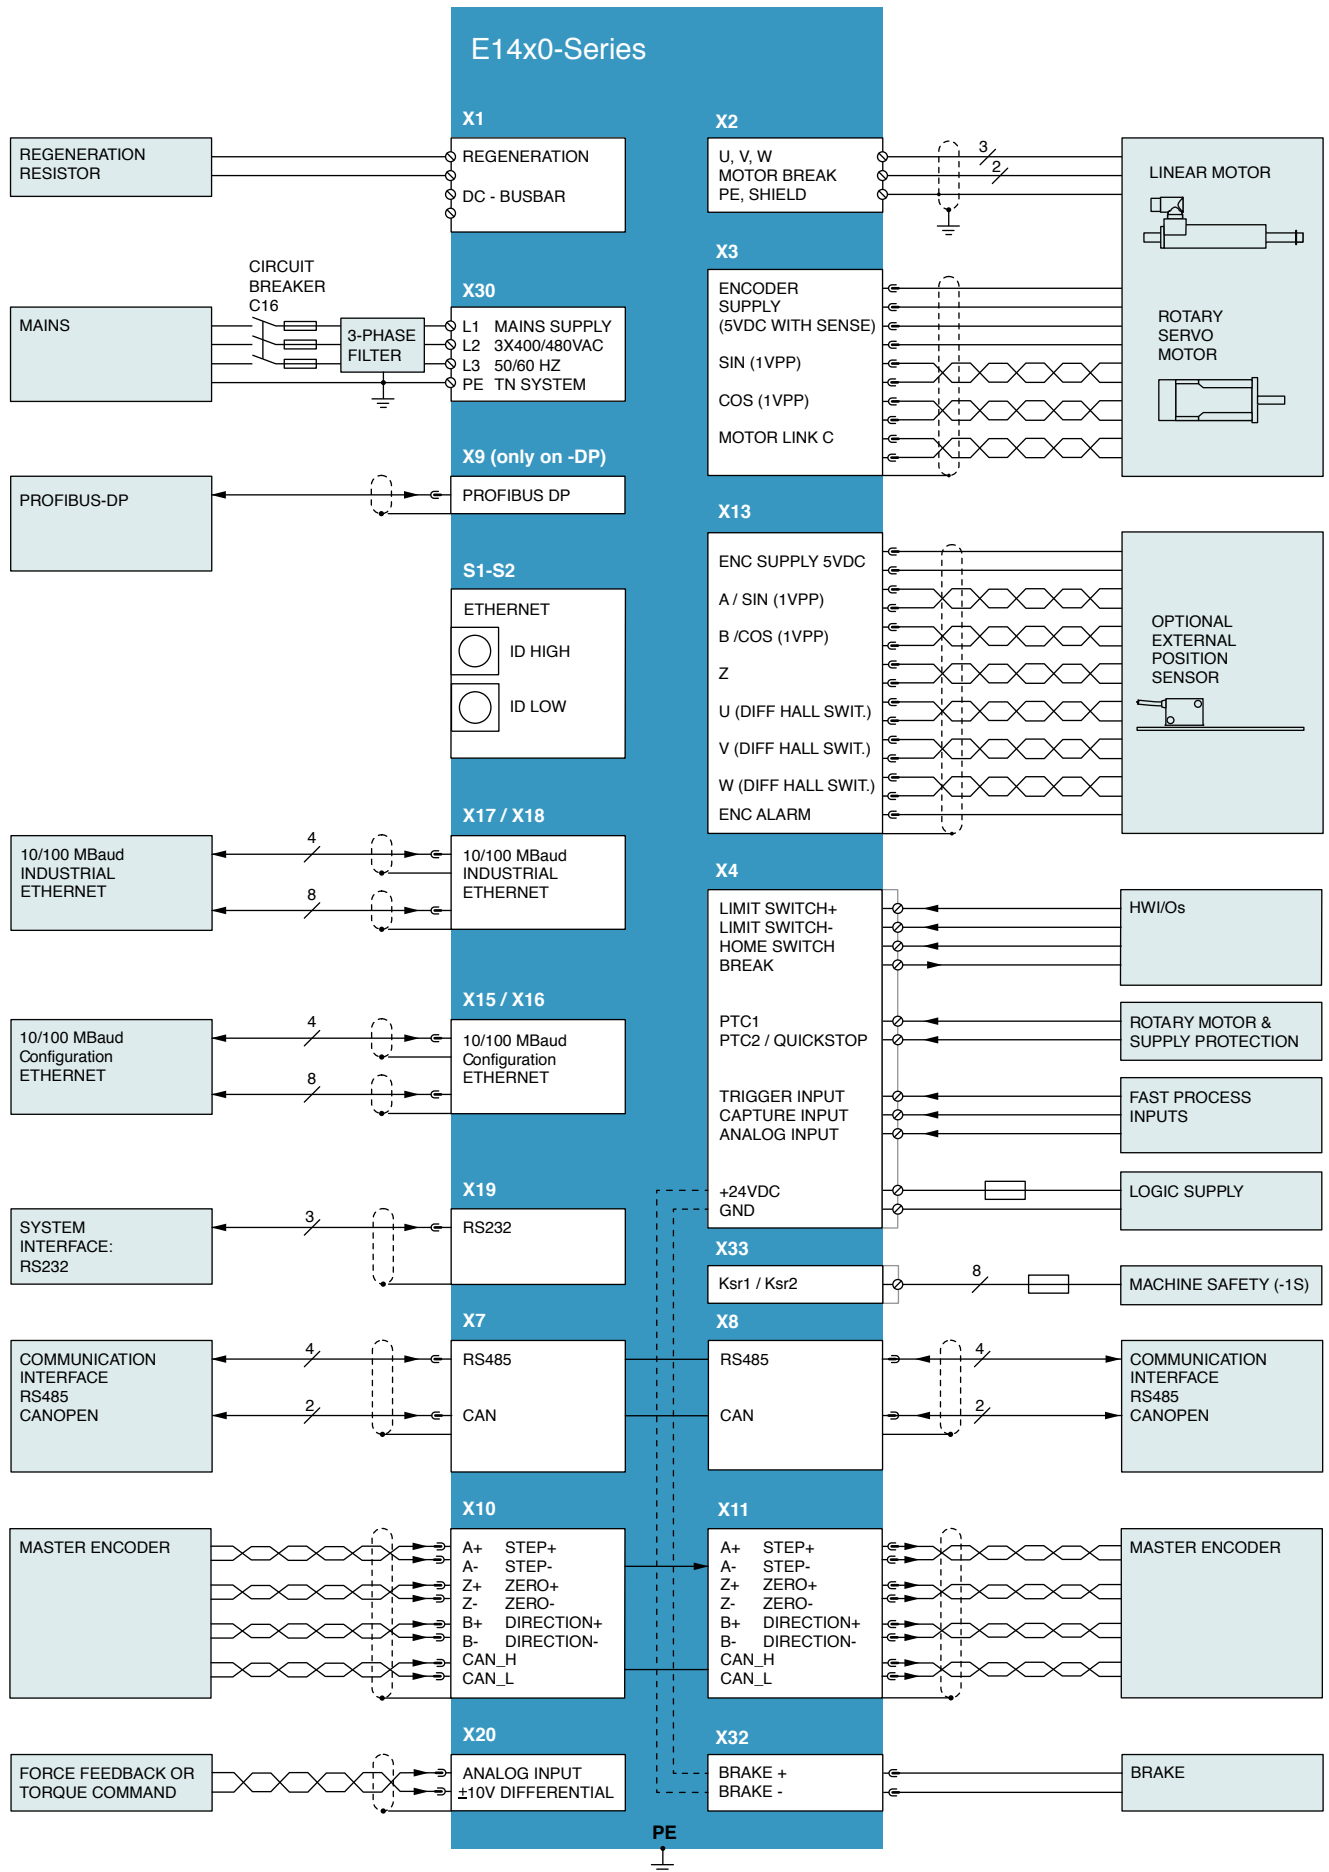 E14x0-Series
X1
REGENERATION
RESISTOR
REGENERATION
DC - BUSBAR
CIRCUIT
BREAKER
C16
X30
MAINS
3-PHASE
FILTER
L1 MAINS SUPPLY
L2 3X400/480VAC
L3 50/60 HZ
PE TN SYSTEM
X9 (only on -DP)
PROFIBUS-DP
PROFIBUS DP
S1-S2
ETHERNET
ID HIGH
ID LOW
X17 / X18
10/100 MBaud
INDUSTRIAL
ETHERNET
4
8
10/100 MBaud
INDUSTRIAL
ETHERNET
X15 / X16
10/100 MBaud
Configuration
ETHERNET
4
8
10/100 MBaud
Configuration
ETHERNET
X19
SYSTEM
INTERFACE:
RS232
3
RS232
X7
COMMUNICATION
INTERFACE
RS485
CANOPEN
4
2
RS485
CAN
X10
MASTER ENCODER
A+ STEP+
A- STEP-
Z+ ZERO+
Z- ZERO-
B+ DIRECTION+
B- DIRECTION-
CAN_H
CAN_L
X20
FORCE FEEDBACK OR
TORQUE COMMAND
ANALOG INPUT
±10V DIFFERENTIAL
X2
U, V, W
MOTOR BREAK
PE, SHIELD
3
2
LINEAR MOTOR
ROTARY
SERVO
MOTOR
X3
ENCODER
SUPPLY
(5VDC WITH SENSE)
SIN (1VPP)
COS (1VPP)
MOTOR LINK C
X13
ENC SUPPLY 5VDC
A / SIN (1VPP)
B /COS (1VPP)
Z
U (DIFF HALL SWIT.)
V (DIFF HALL SWIT.)
W (DIFF HALL SWIT.)
ENC ALARM
OPTIONAL
EXTERNAL
POSITION
SENSOR
X4
LIMIT SWITCH+
LIMIT SWITCH-
HOME SWITCH
BREAK
HWI/Os
PTC1
PTC2 / QUICKSTOP
ROTARY MOTOR &
SUPPLY PROTECTION
TRIGGER INPUT
CAPTURE INPUT
ANALOG INPUT
FAST PROCESS
INPUTS
+24VDC
GND
LOGIC SUPPLY
X33
Ksr1 / Ksr2
8
MACHINE SAFETY (-1S)
X8
RS485
CAN
4
2
COMMUNICATION
INTERFACE
RS485
CANOPEN
X11
A+ STEP+
A- STEP-
Z+ ZERO+
Z- ZERO-
B+ DIRECTION+
B- DIRECTION-
CAN_H
CAN_L
MASTER ENCODER
X32
BRAKE +
BRAKE -
BRAKE
PE